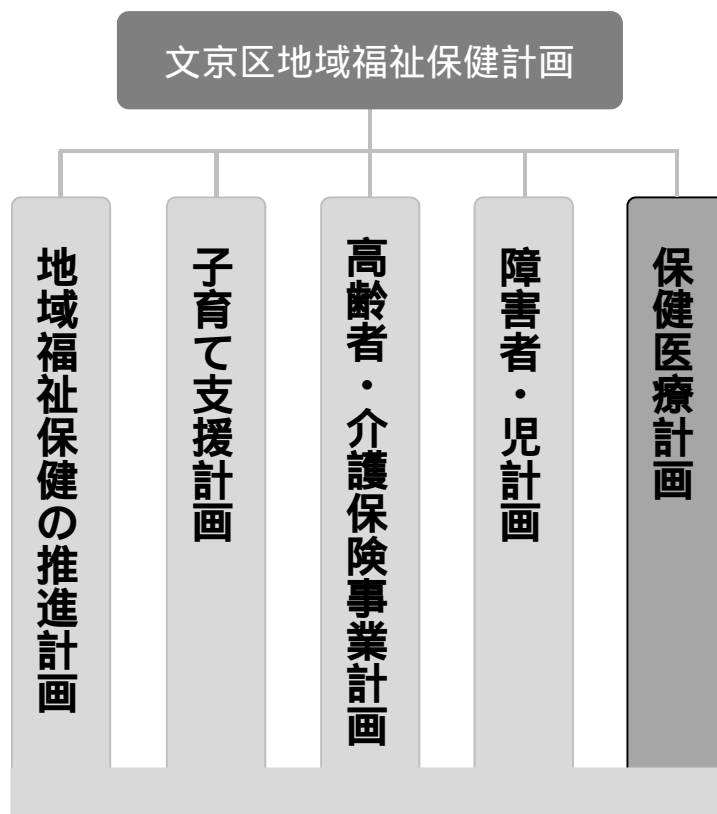 文京区地域福祉保健計画
地域福祉保健の推進計画
子育て支援計画
高齢者・介護保険事業計画
障害者・児計画
保健医療計画